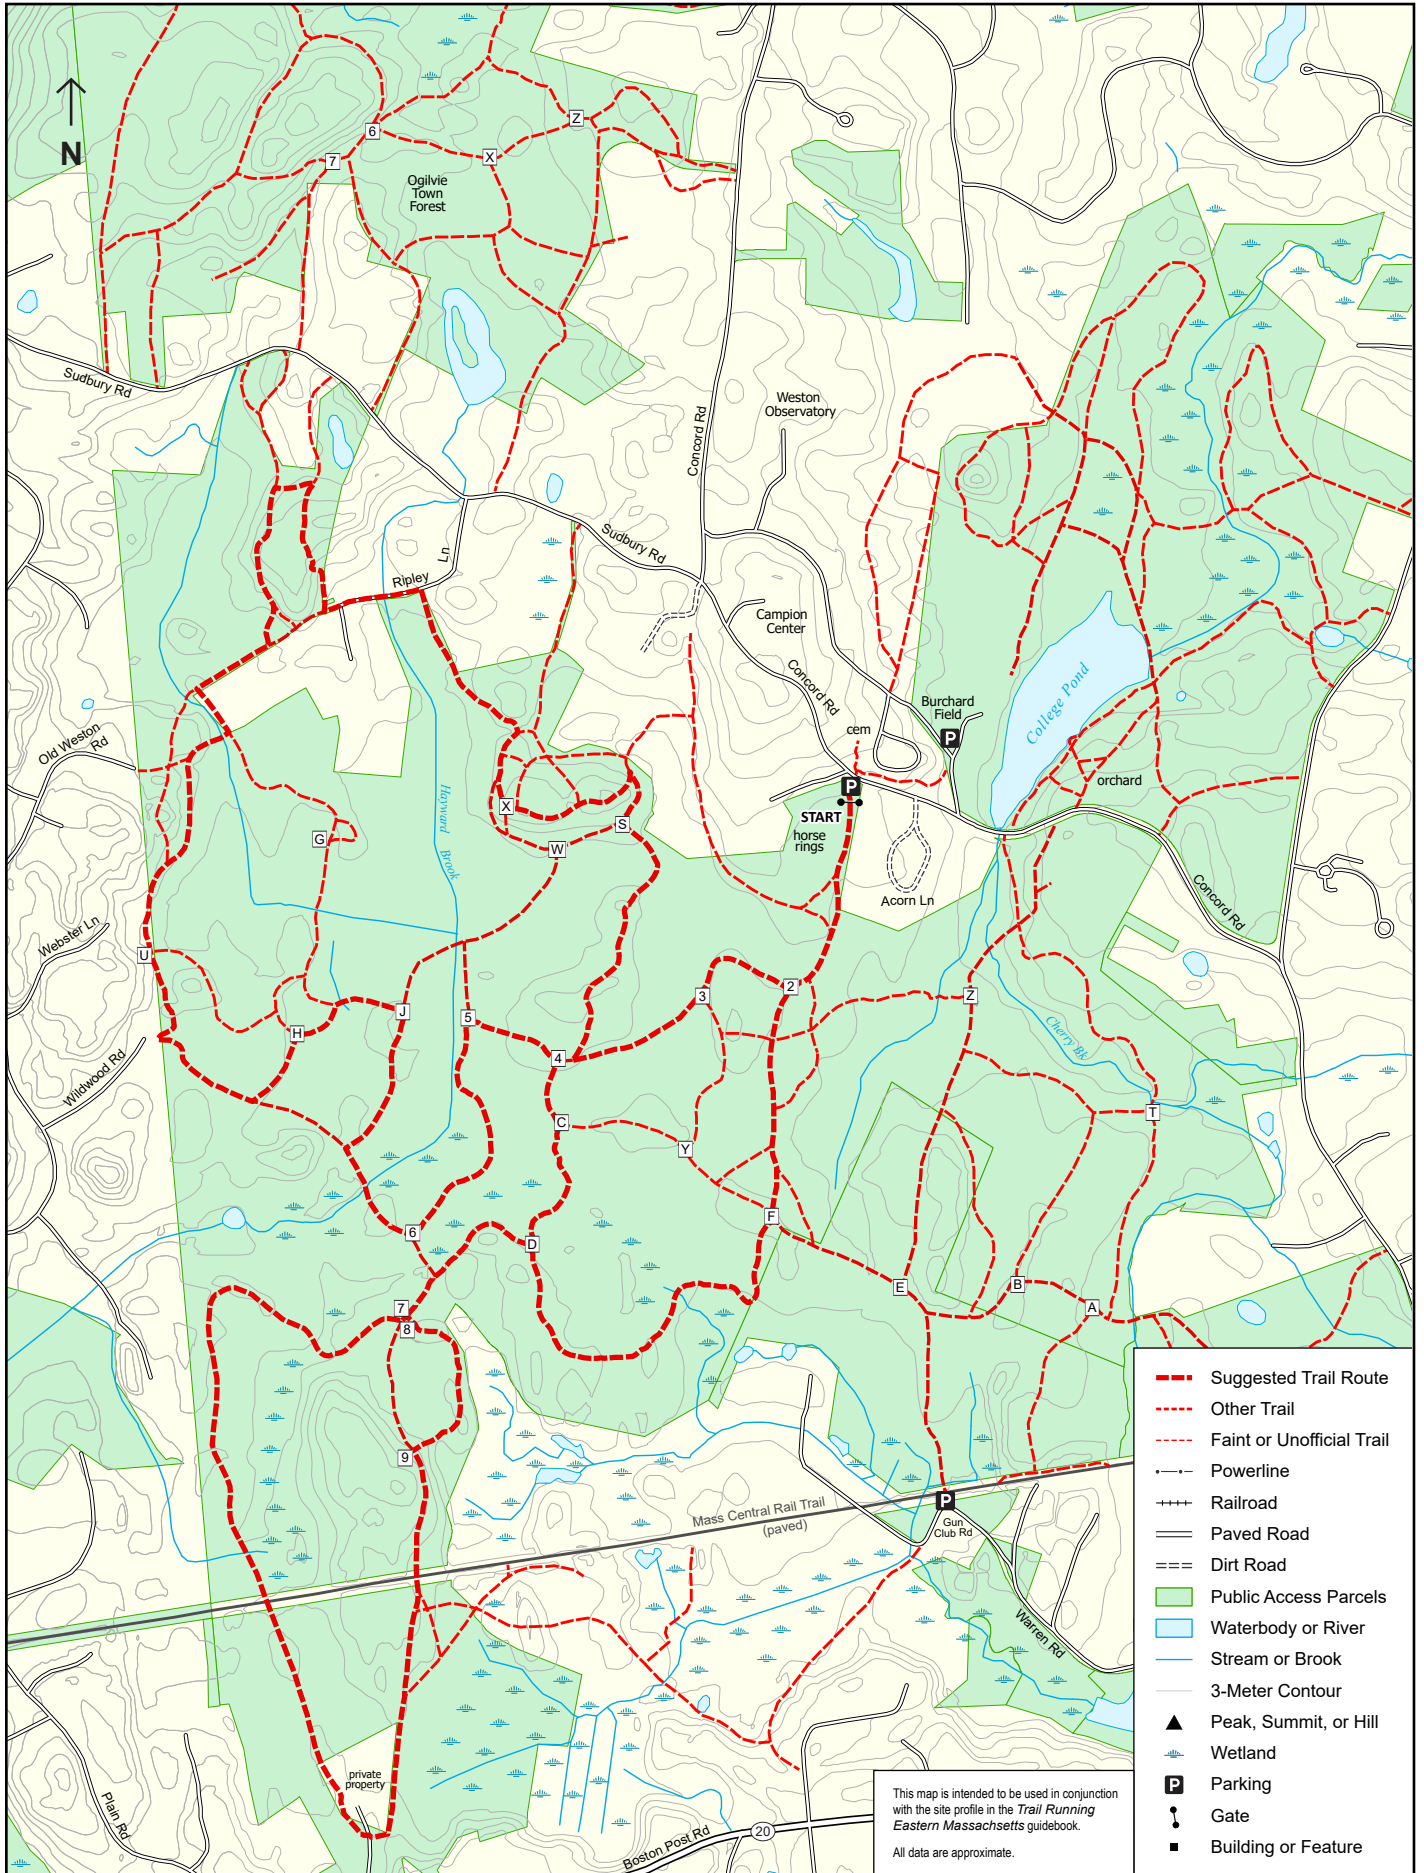 6
Z
7
X
N
Ogilvie
Town
Forest
Sudbury Rd
Concord Rd
Weston
Observatory
Sudbury Rd
Ripley
Ln
Campion
Center
Concord Rd
Burchard
Field
P
College Pond
cem
Old Weston
Rd
orchard
P
START
horse
rings
X
S
G
W
Hayward
Brook
Acorn Ln
Concord Rd
Webster Ln
U
2
3
Z
J
5
H
4
Cherry Bk
Wildwood Rd
C
T
Y
F
6
D
E
B
A
7
8
9
Mass Central Rail Trail
(paved)
P
Gun
Club Rd
Warren Rd
private
property
Plain Rd
Boston Post Rd
20
This map is intended to be used in conjunction
with the site profile in the Trail Running
Eastern Massachsetts guidebook.
All data are approximate.
Suggested Trail Route
Other Trail
Faint or Unofficial Trail
Powerline
Railroad
Paved Road
Dirt Road
Public Access Parcels
Waterbody or River
Stream or Brook
3-Meter Contour
Peak, Summit, or Hill
Wetland
P Parking
Gate
Building or Feature